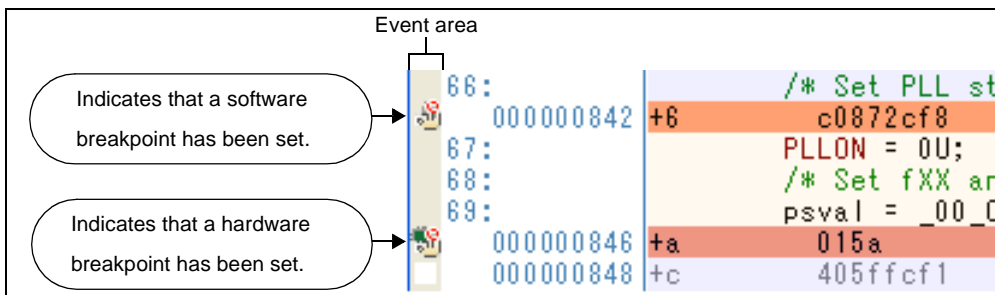 Event area
Indicates that a software
breakpoint has been set.
66: /* Set PLL st
000000842 +6 c0872cf8
67: PLLON = 0U;
68: /* Set fXX ar
69: psval = _00_0
Indicates that a hardware
breakpoint has been set.
000000846 +a 015a
000000848 +c 405ffcf1